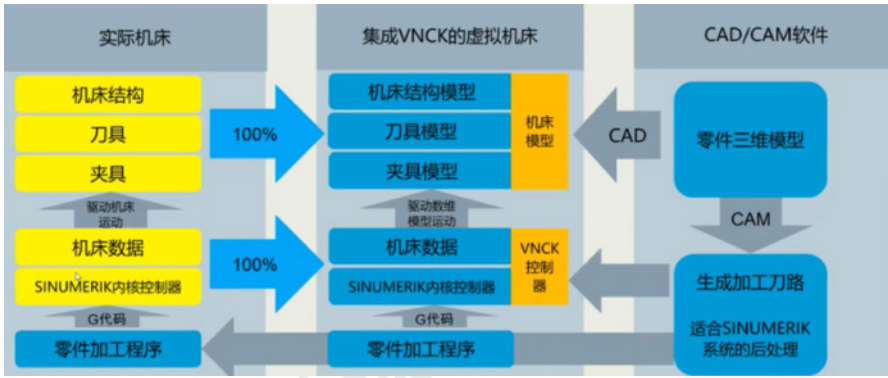 实际机床
机床结构
刀具
夹具
驱动机床
运动
机床数据
SINUMERIK内核控制器
G代码
零件加工程序
100%
100%
集成VNCK的虚拟机床
机床结构模型
刀具模型
夹具模型
机床
模型
驱动数维
模型运动
机床数据
SINUMERIK内核控制器
VNCK
控制
器
G代码
零件加工程序
CAD/CAM软件
CAD
零件三维模型
CAM
生成加工刀路
适合SINUMERIK
系统的后处理